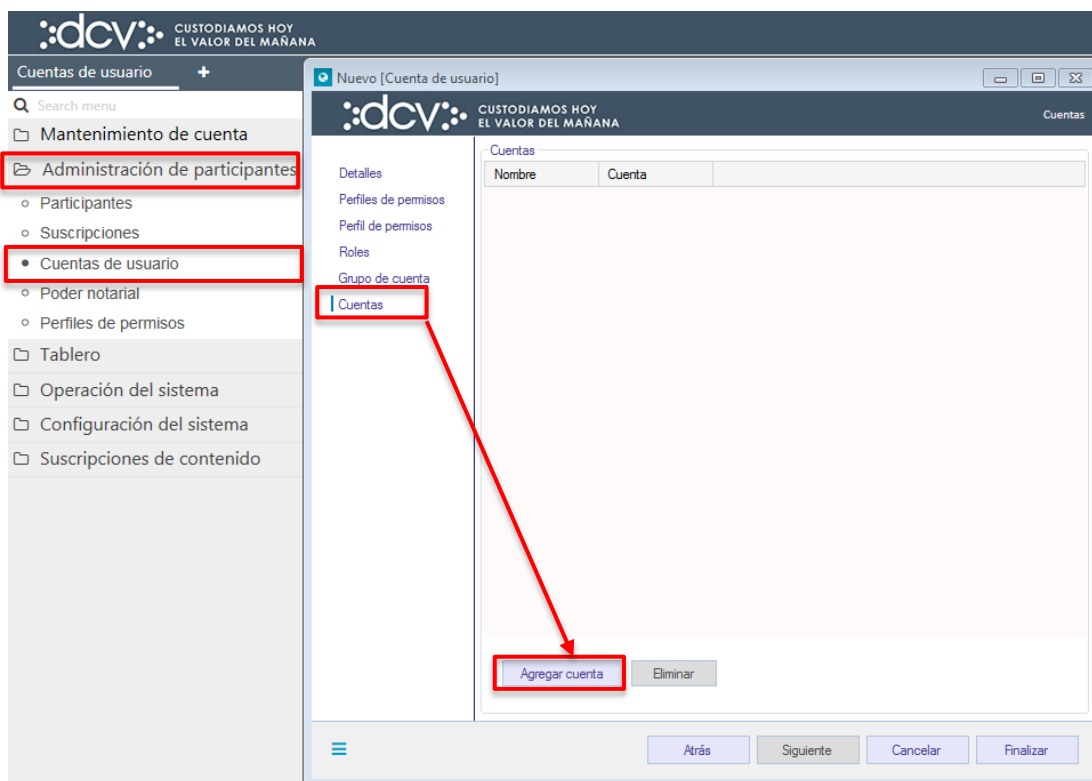 :dcv: CUSTODIAMOS HOY
EL VALOR DEL MAÑANA
Cuentas de usuario +
Search menu
Mantenimiento de cuenta
Administración de participantes
Participantes
Suscripciones
Cuentas de usuario
Poder notarial
Perfiles de permisos
Tablero
Operación del sistema
Configuración del sistema
Suscripciones de contenido
Nuevo [Cuenta de usuario]
:dcv: CUSTODIAMOS HOY
EL VALOR DEL MAÑANA
Cuentas
Detalles
Perfiles de permisos
Perfil de permisos
Roles
Grupo de cuenta
Cuentas
Cuentas
Nombre Cuenta
Agregar cuenta Eliminar
Atrás Siguiente Cancelar Finalizar